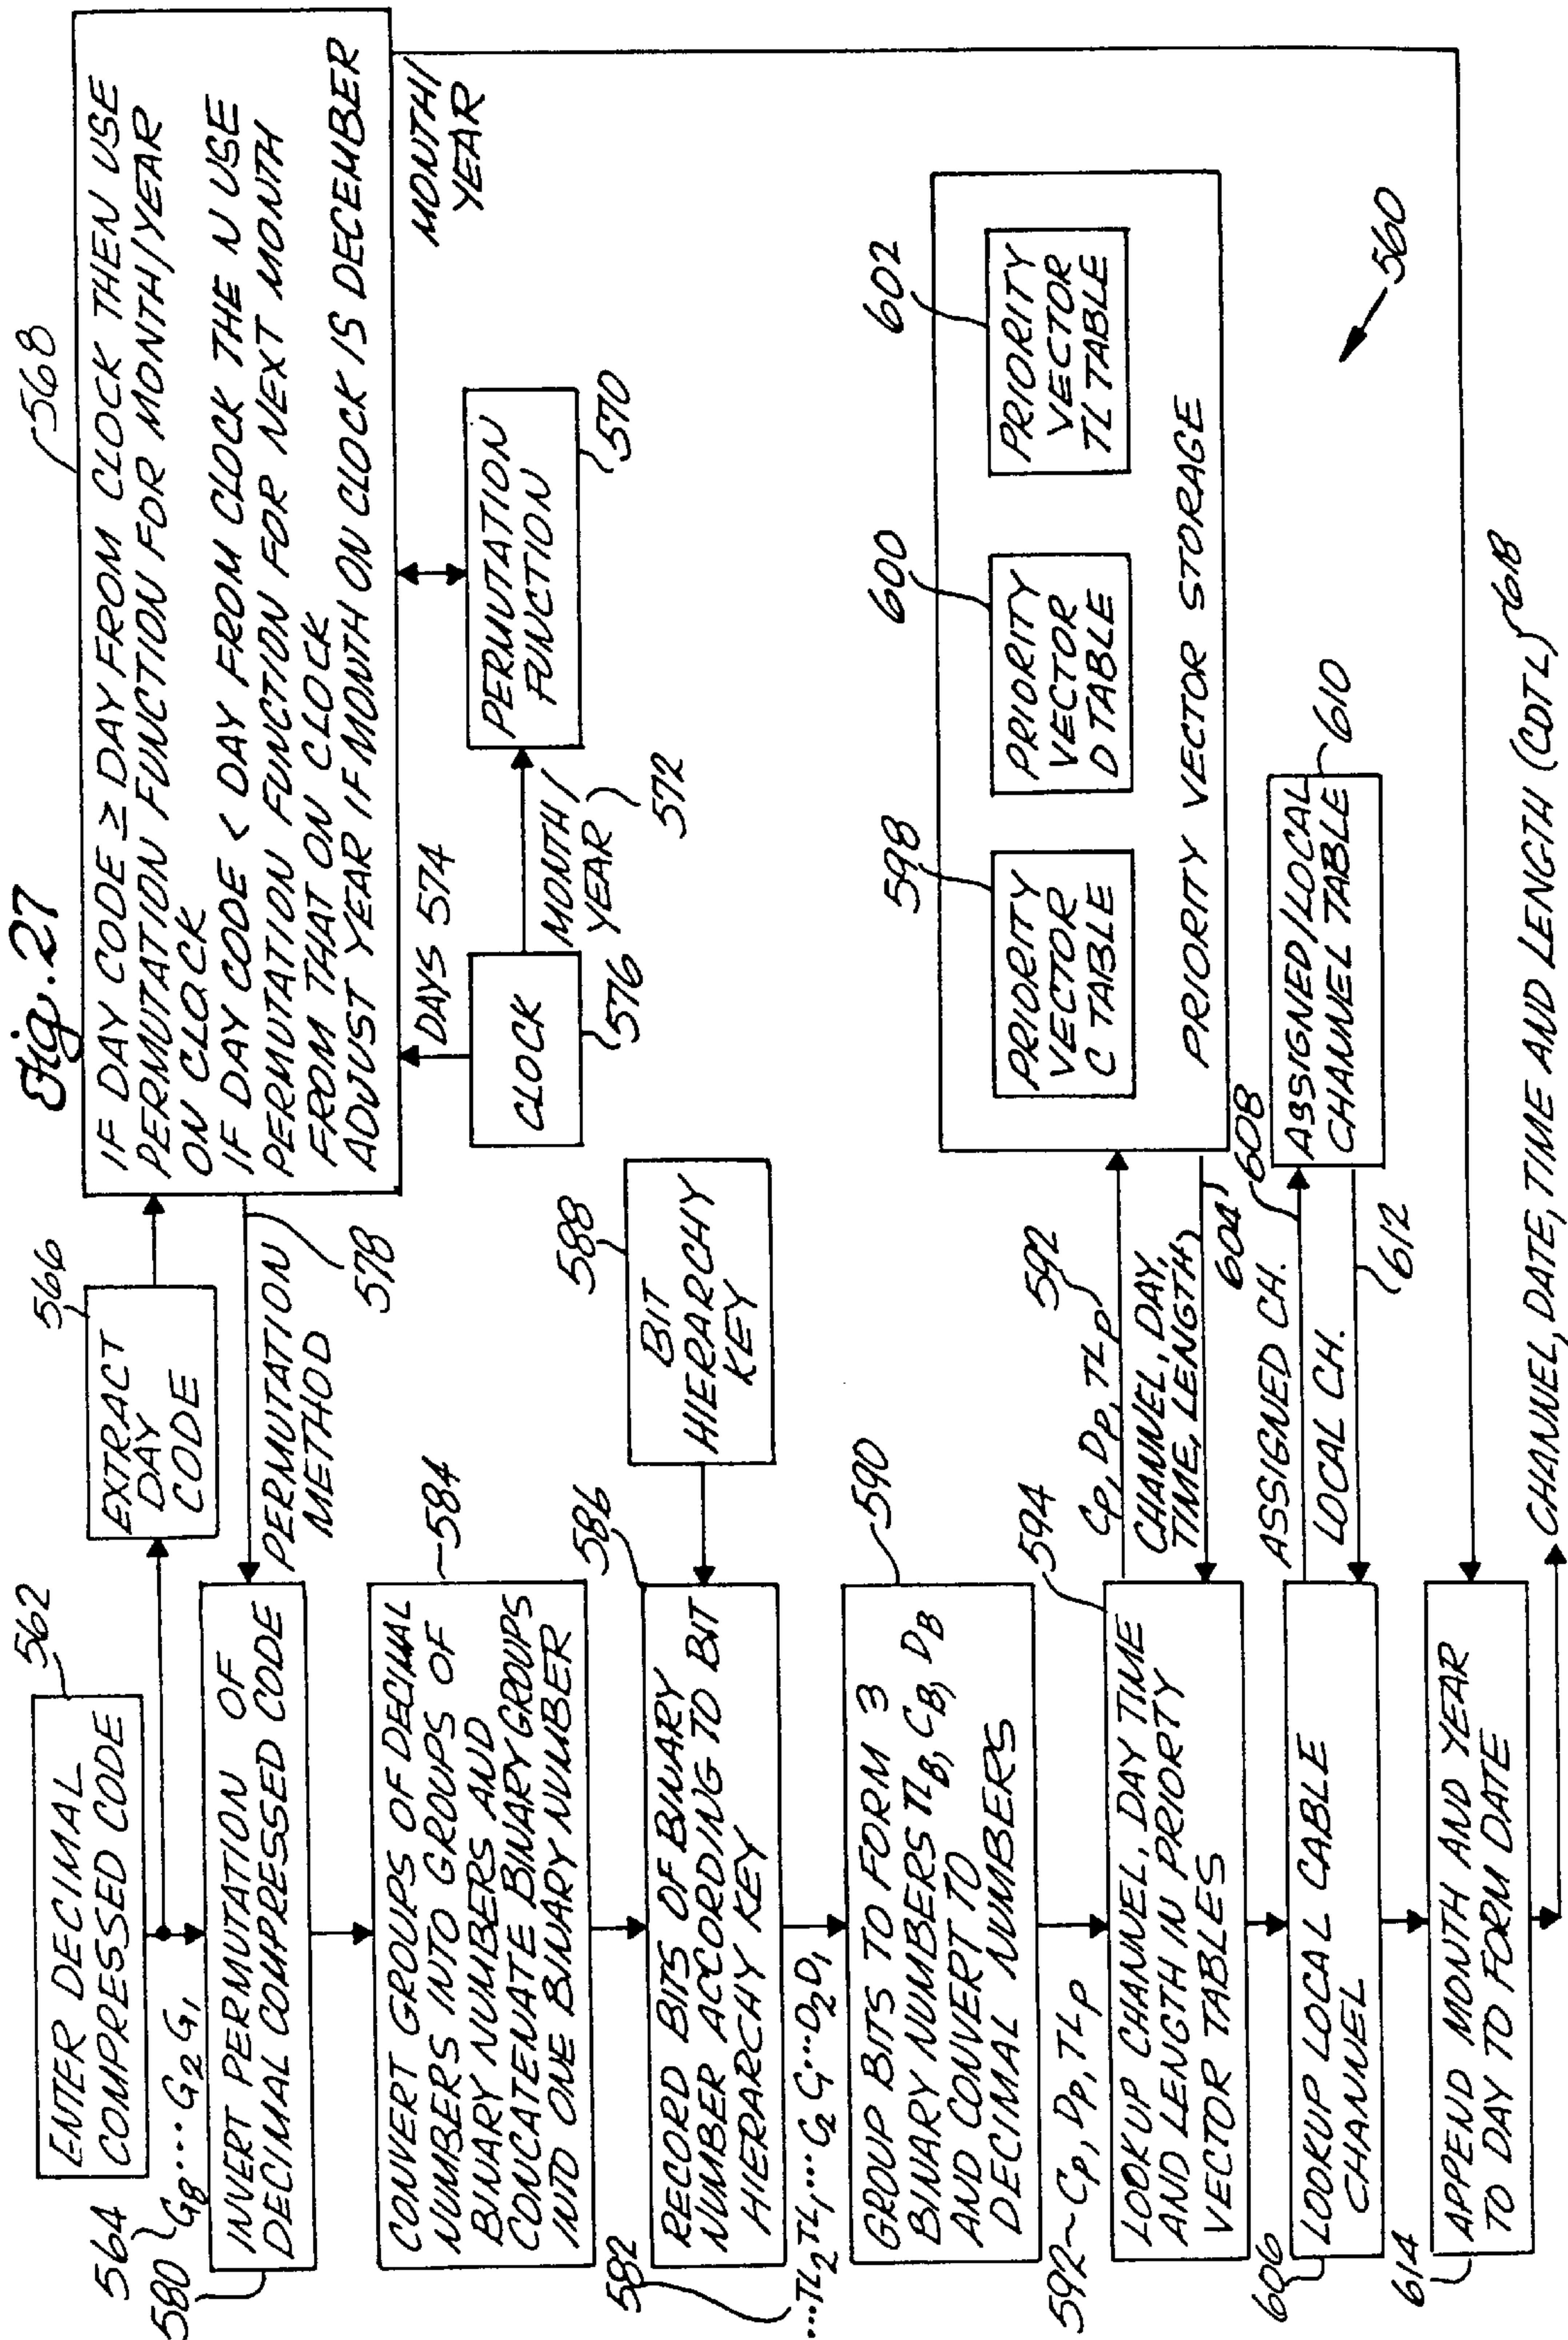 Fig. 27
562
ENTER DECIMAL
COMPRESSED CODE
564
G8 ... G2 G1
566
EXTRACT
DAY
CODE
568
IF DAY CODE ≥ DAY FROM CLOCK THEN USE
PERMUTATION FUNCTION FOR MONTH/YEAR
ON CLOCK
IF DAY CODE < DAY FROM CLOCK THE N USE
PERMUTATION FUNCTION FOR NEXT MONTH
FROM THAT ON CLOCK
ADJUST YEAR IF MONTH ON CLOCK IS DECEMBER
MONTH/
YEAR
580
INVERT PERMUTATION OF
DECIMAL COMPRESSED CODE
PERMUTATION
METHOD
578
DAYS 574
CLOCK
576
MONTH/
YEAR
572
PERMUTATION
FUNCTION
570
584
CONVERT GROUPS OF DECIMAL
NUMBERS INTO GROUPS OF
BINARY NUMBERS AND
CONCATENATE BINARY GROUPS
INTO ONE BINARY NUMBER
586
588
BIT
HIERARCHY
KEY
RECORD BITS OF BINARY
NUMBER ACCORDING TO BIT
HIERARCHY KEY
582
...TL2 TL1 ... C2 C1 ... D2 D1
590
GROUP BITS TO FORM 3
BINARY NUMBERS TLB, CB, DB
AND CONVERT TO
DECIMAL NUMBERS
592~CP, DP, TLP
594
LOOKUP CHANNEL, DAY TIME
AND LENGTH IN PRIORTY
VECTOR TABLES
CP, DP, TLP
592
CHANNEL, DAY,
TIME, LENGTH
604
598
PRIORITY
VECTOR
C TABLE
600
PRIORITY
VECTOR
D TABLE
602
PRIORITY
VECTOR
TL TABLE
PRIORITY VECTOR STORAGE
560
606
LOOKUP LOCAL CABLE
CHANNEL
ASSIGNED CH.
608
LOCAL CH.
612
ASSIGNED/LOCAL
CHANNEL TABLE
610
614
APPEND MONTH AND YEAR
TO DAY TO FORM DATE
CHANNEL, DATE, TIME AND LENGTH (CDTL)
618